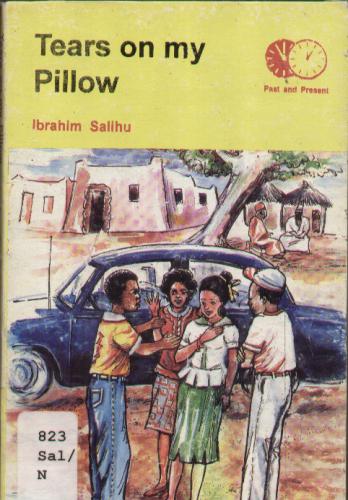 Tears on my
Pillow
Past and Present
Ibrahim Salihu
823
Sal/
N